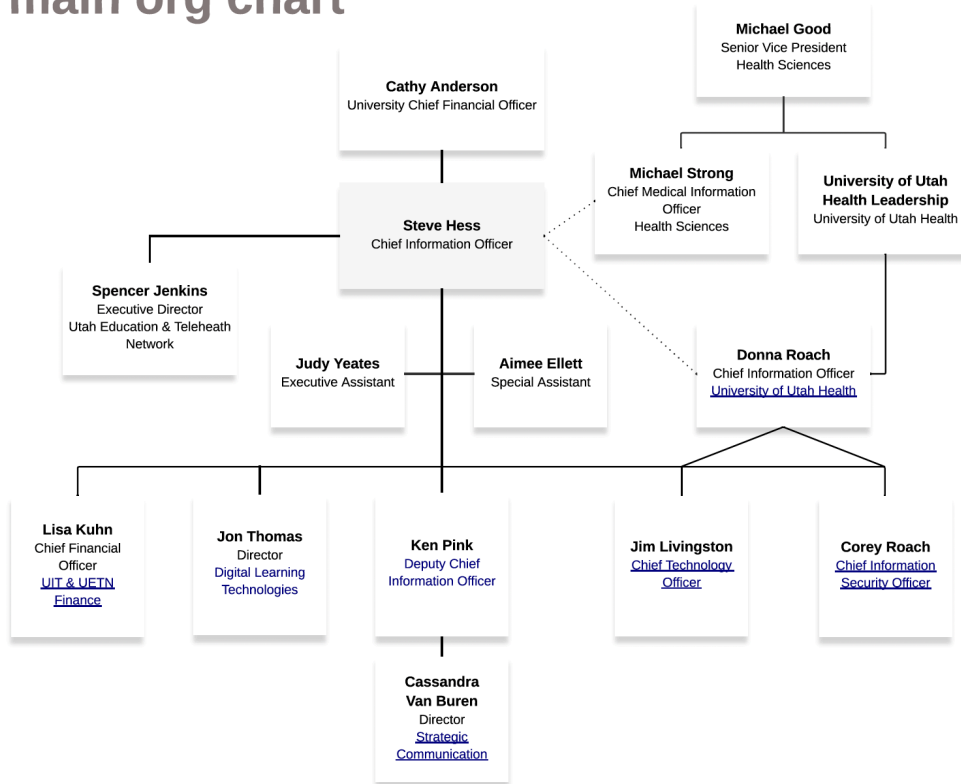 main org chart
Michael Good
Senior Vice President
Health Sciences
Cathy Anderson
University Chief Financial Officer
Michael Strong
Chief Medical Information
Officer
Health Sciences
University of Utah
Health Leadership
University of Utah Health
Steve Hess
Chief Information Officer
Spencer Jenkins
Executive Director
Utah Education & Teleheath
Network
Judy Yeates
Executive Assistant
Aimee Ellett
Special Assistant
Donna Roach
Chief Information Officer
University of Utah Health
Lisa Kuhn
Chief Financial
Officer
UIT & UETN
Finance
Jon Thomas
Director
Digital Learning
Technologies
Ken Pink
Deputy Chief
Information Officer
Jim Livingston
Chief Technology
Officer
Corey Roach
Chief Information
Security Officer
Cassandra
Van Buren
Director
Strategic
Communication